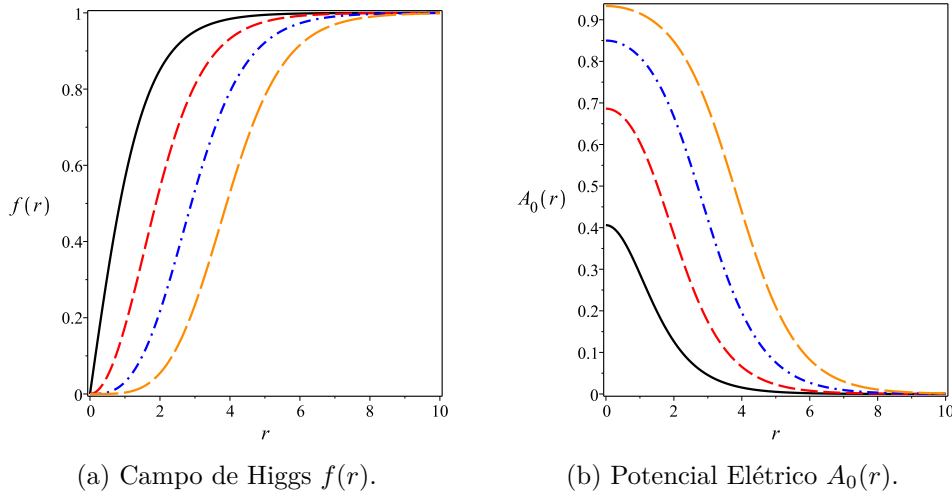 1
0.8
0.6
f(r)
0.4
0.2
0
0 2 4 6 8 10
r
(a) Campo de Higgs f(r).
0.9
0.8
0.7
0.6
0.5
A₀(r)
0.4
0.3
0.2
0.1
0
0 2 4 6 8 10
r
(b) Potencial Elétrico A₀(r).